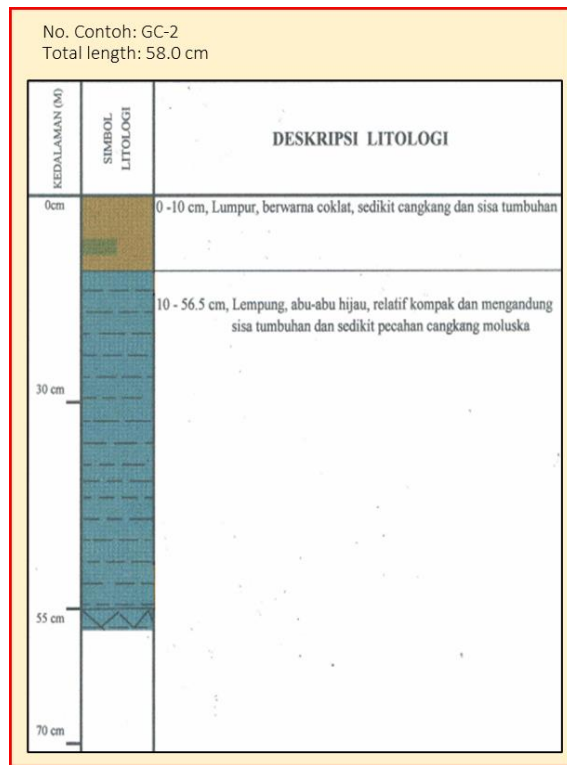 No. Contoh: GC-2
Total length: 58.0 cm
KEDALAMAN (M)
SIMBOL
LITOLOGI
DESKRIPSI LITOLOGI
0cm
0 -10 cm, Lumpur, berwarna coklat, sedikit cangkang dan sisa tumbuhan
10 - 56.5 cm, Lempung, abu-abu hijau, relatif kompak dan mengandung
sisa tumbuhan dan sedikit pecahan cangkang moluska
30 cm
55 cm
70 cm